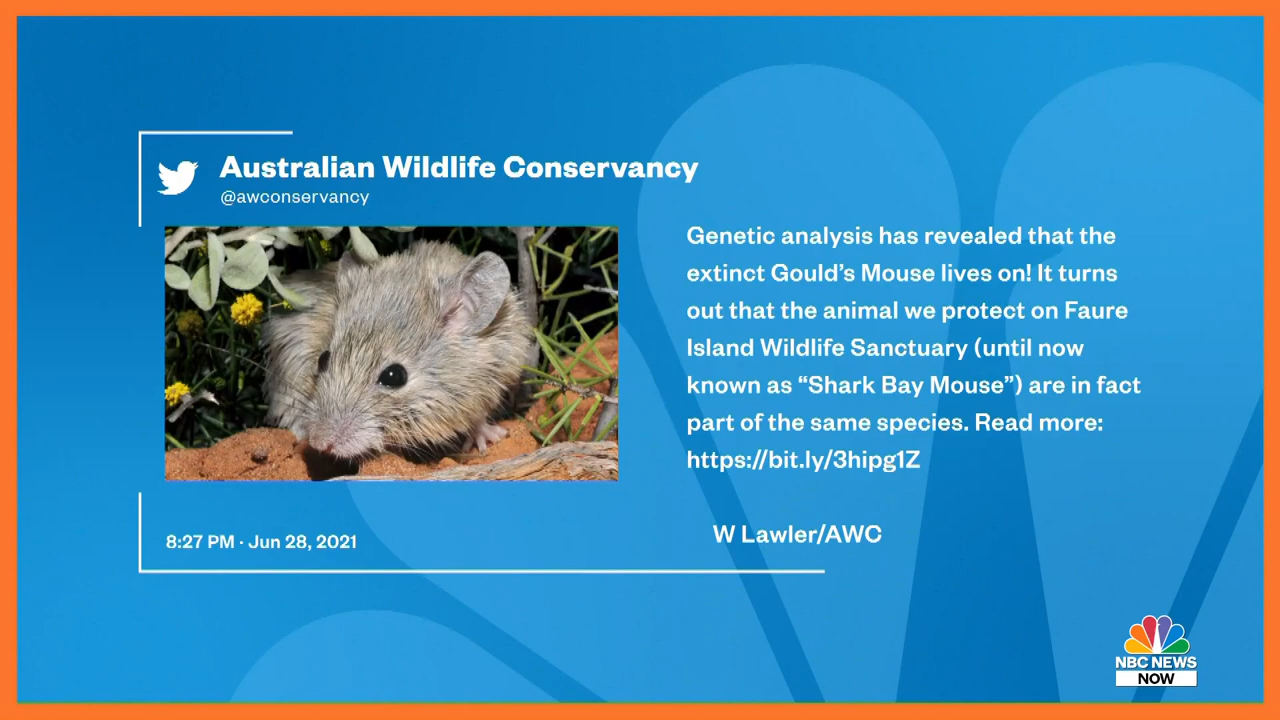 Australian Wildlife Conservancy
@awconservancy
Genetic analysis has revealed that the
extinct Gould's Mouse lives on! It turns
out that the animal we protect on Faure
Island Wildlife Sanctuary (until now
known as “Shark Bay Mouse”) are in fact
part of the same species. Read more:
https://bit.ly/3hipg1Z
W Lawler/AWC
8:27 PM · Jun 28, 2021
NBC NEWS
NOW